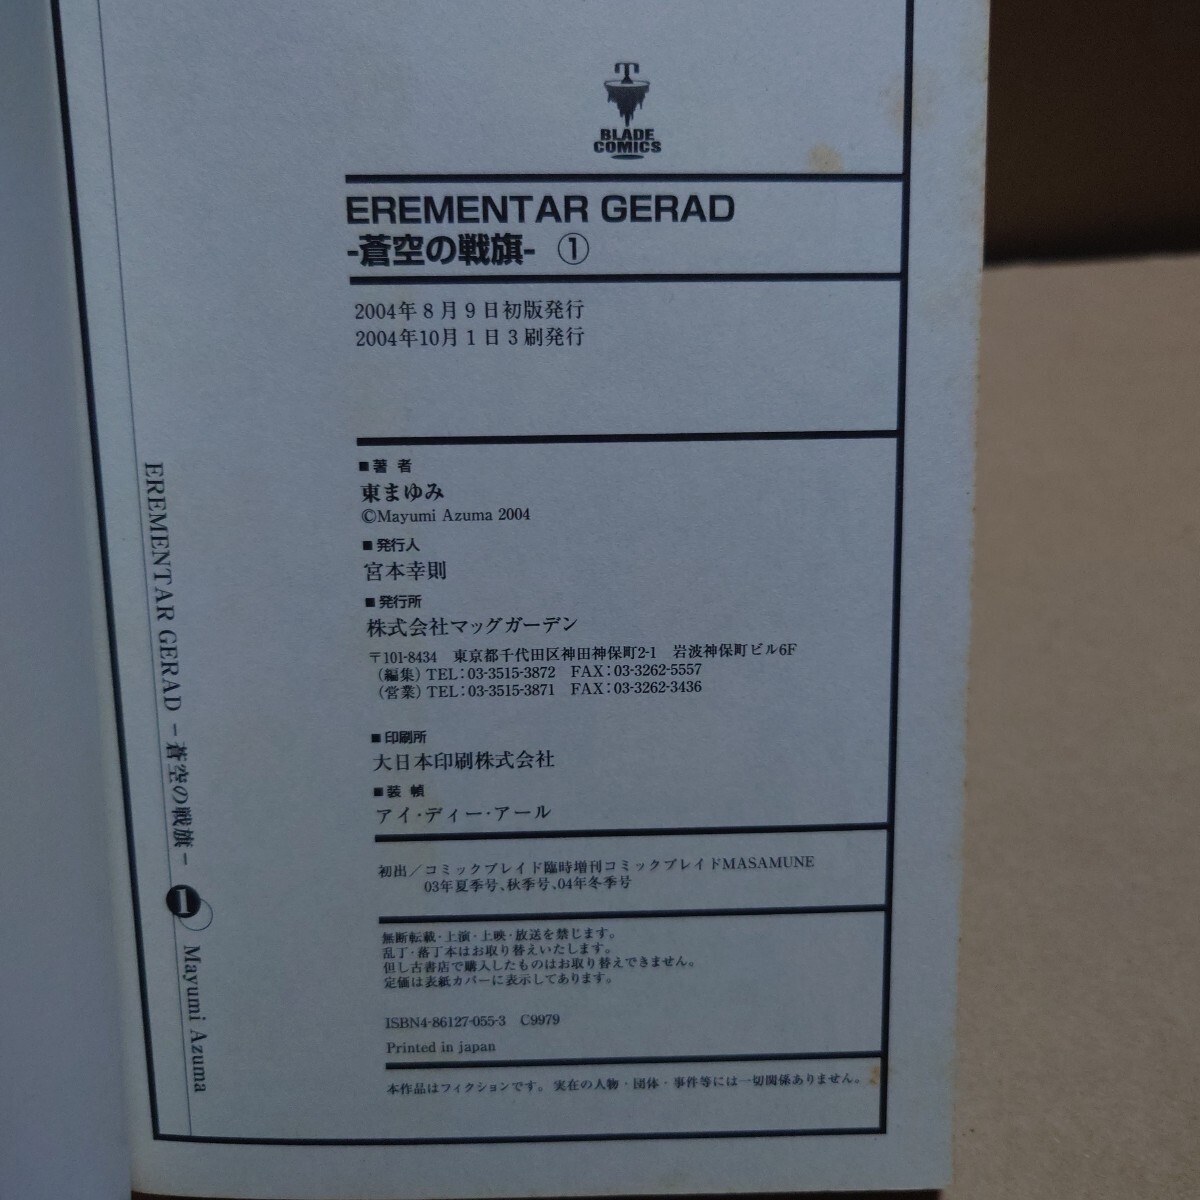 BLADE
COMICS
EREMENTAR GERAD
-蒼空の戦旗- ①
2004年8月9日初版発行
2004年10月1日3刷発行
■著 者
東まゆみ
©Mayumi Azuma 2004
■発行人
宮本幸則
■発行所
株式会社マッグガーデン
〒101-8434 東京都千代田区神田神保町2-1 岩波神保町ビル6F
(編集) TEL:03-3515-3872 FAX:03-3262-5557
(営業) TEL:03-3515-3871 FAX:03-3262-3436
■印刷所
大日本印刷株式会社
■装 幀
アイ・ディー・アール
初出/コミックブレイド臨時増刊コミックブレイドMASAMUNE
03年夏季号、秋季号、04年冬季号
無断転載・上演・上映・放送を禁じます。
乱丁・落丁本はお取り替えいたします。
但し古書店で購入したものはお取り替えできません。
定価は表紙カバーに表示してあります。
ISBN4-86127-055-3 C9979
Printed in japan
本作品はフィクションです。実在の人物・団体・事件等には一切関係ありません。
EREMENTAR GERAD -蒼空の戦旗- 1 Mayumi Azuma